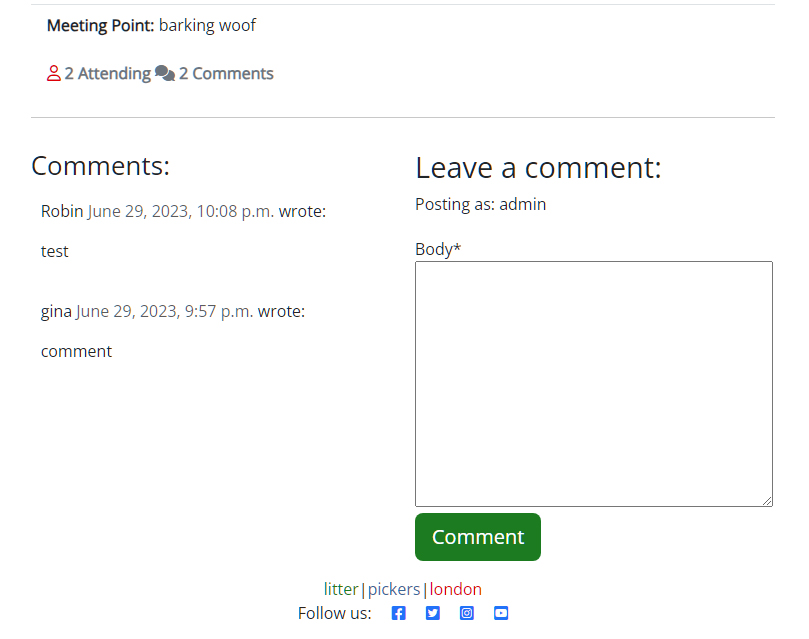 Meeting Point: barking woof
2 Attending 2 Comments
Comments:
Robin June 29, 2023, 10:08 p.m. wrote:
test
gina June 29, 2023, 9:57 p.m. wrote:
comment
Leave a comment:
Posting as: admin
Body*
Comment
litter|pickers|london
Follow us: